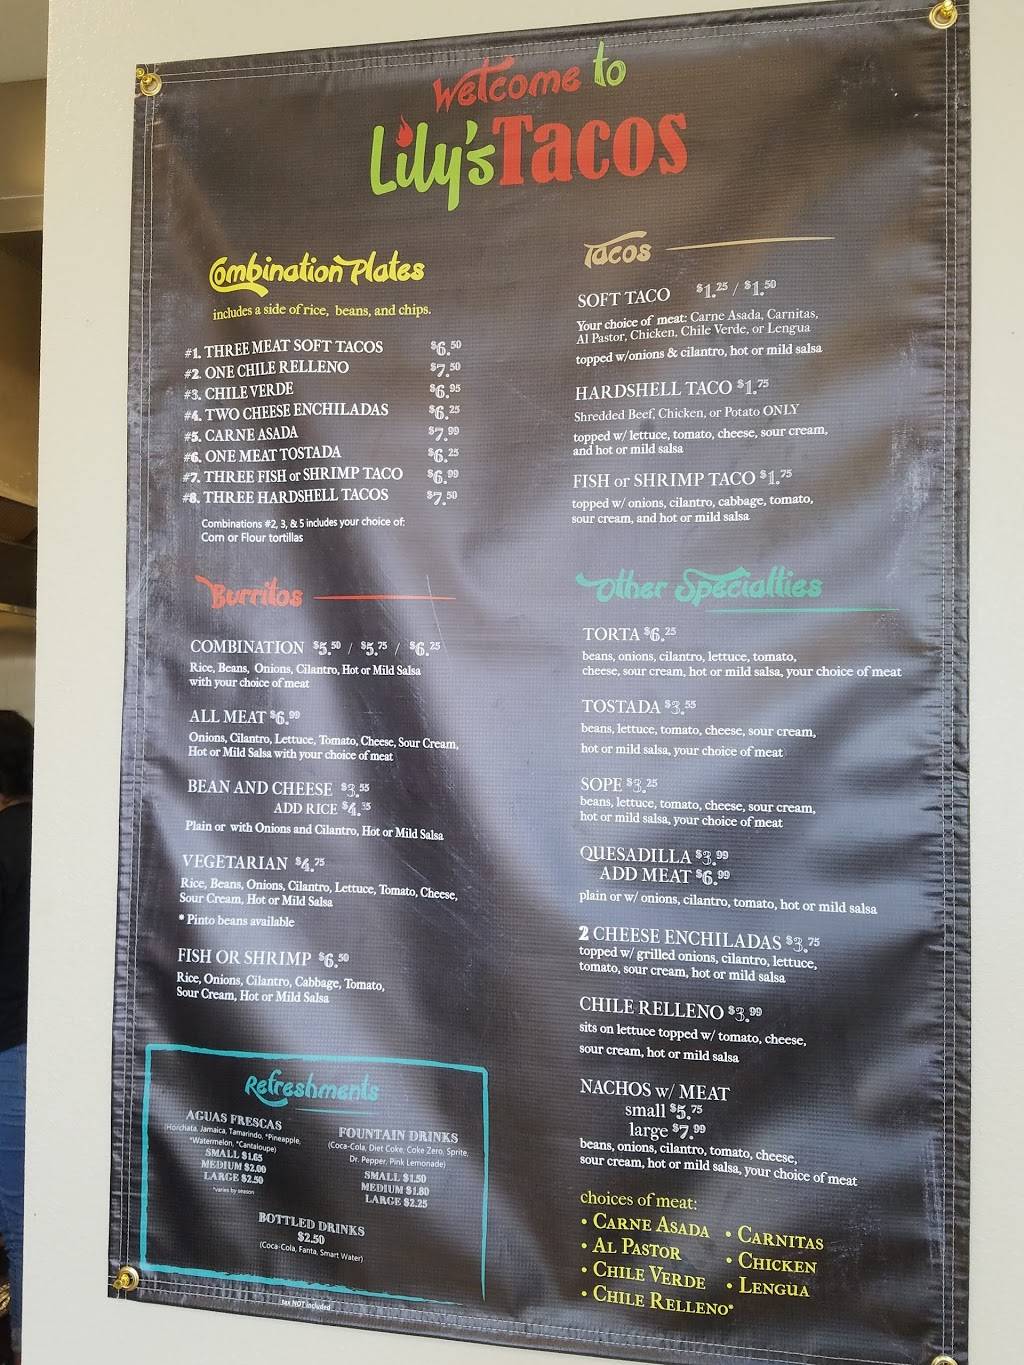 Welcome to
Lily's Tacos
Combination Plates
includes a side of rice, beans, and chips.
#1. THREE MEAT SOFT TACOS $6.50
#2. ONE CHILE RELLENO $7.50
#3. CHILE VERDE $6.95
#4. TWO CHEESE ENCHILADAS $6.25
#5. CARNE ASADA $7.99
#6. ONE MEAT TOSTADA $6.25
#7. THREE FISH or SHRIMP TACO $6.99
#8. THREE HARDSHELL TACOS $7.50
Combinations #2, 3, & 5 includes your choice of:
Corn or Flour tortillas
Burritos
COMBINATION $5.50 / $5.75 / $6.25
Rice, Beans, Onions, Cilantro, Hot or Mild Salsa
with your choice of meat
ALL MEAT $6.99
Onions, Cilantro, Lettuce, Tomato, Cheese, Sour Cream,
Hot or Mild Salsa with your choice of meat
BEAN AND CHEESE $3.55
ADD RICE
Plain or with Onions and Cilantro, Hot or Mild Salsa
VEGETARIAN $4.75
Rice, Beans, Onions, Cilantro, Lettuce, Tomato, Cheese,
Sour Cream, Hot or Mild Salsa
* Pinto beans available
FISH OR SHRIMP $6.50
Rice, Onions, Cilantro, Cabbage, Tomato,
Sour Cream, Hot or Mild Salsa
Refreshments
AGUAS FRESCAS
(Horchata, Jamaica, Tamarindo, *Pineapple,
*Watermelon, *Cantaloupe)
SMALL $1.65
MEDIUM $2.00
LARGE $2.50
*varies by season
FOUNTAIN DRINKS
(Coca-Cola, Diet Coke, Coke Zero, Sprite,
Dr. Pepper, Pink Lemonade)
SMALL $1.50
MEDIUM $1.80
LARGE $2.25
BOTTLED DRINKS
$2.50
(Coca-Cola, Fanta, Smart Water)
tax NOT included
Tacos
SOFT TACO $1.25 / $1.50
Your choice of meat: Carne Asada, Carnitas,
Al Pastor, Chicken, Chile Verde, or Lengua
topped w/onions & cilantro, hot or mild salsa
HARDSHELL TACO $1.75
Shredded Beef, Chicken, or Potato ONLY
topped w/ lettuce, tomato, cheese, sour cream,
and hot or mild salsa
FISH or SHRIMP TACO $1.75
topped w/ onions, cilantro, cabbage, tomato,
sour cream, and hot or mild salsa
Other Specialties
TORTA $6.25
beans, onions, cilantro, lettuce, tomato,
cheese, sour cream, hot or mild salsa, your choice of meat
TOSTADA $3.55
beans, lettuce, tomato, cheese, sour cream,
hot or mild salsa, your choice of meat
SOPE $3.25
beans, lettuce, tomato, cheese, sour cream,
hot or mild salsa, your choice of meat
QUESADILLA $3.99
ADD MEAT $6.99
plain or w/ onions, cilantro, tomato, hot or mild salsa
2 CHEESE ENCHILADAS $3.75
topped w/ grilled onions, cilantro, lettuce,
tomato, sour cream, hot or mild salsa
CHILE RELLENO $3.99
sits on lettuce topped w/ tomato, cheese,
sour cream, hot or mild salsa
NACHOS w/ MEAT
small $5.75
large $7.99
beans, onions, cilantro, tomato, cheese,
sour cream, hot or mild salsa, your choice of meat
choices of meat:
• CARNE ASADA
• AL PASTOR
• CHILE VERDE
• CHILE RELLENO*
• CARNITAS
• CHICKEN
• LENGUA